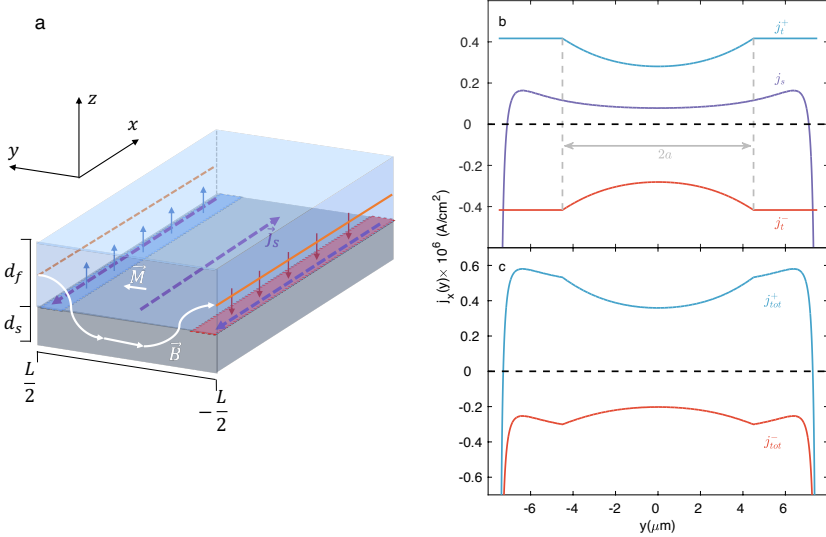 a
z
x
y
d_f
d_s
M⃗
J⃗_s
B⃗
L/2
-L/2
b
j_t^+
j_s
2a
j_t^-
0.4
0.2
0
-0.2
-0.4
j_x(y)× 10^6 (A/cm^2)
c
j_tot^+
j_tot^-
0.6
0.4
0.2
0
-0.2
-0.4
-0.6
-6 -4 -2 0 2 4 6
y(μm)